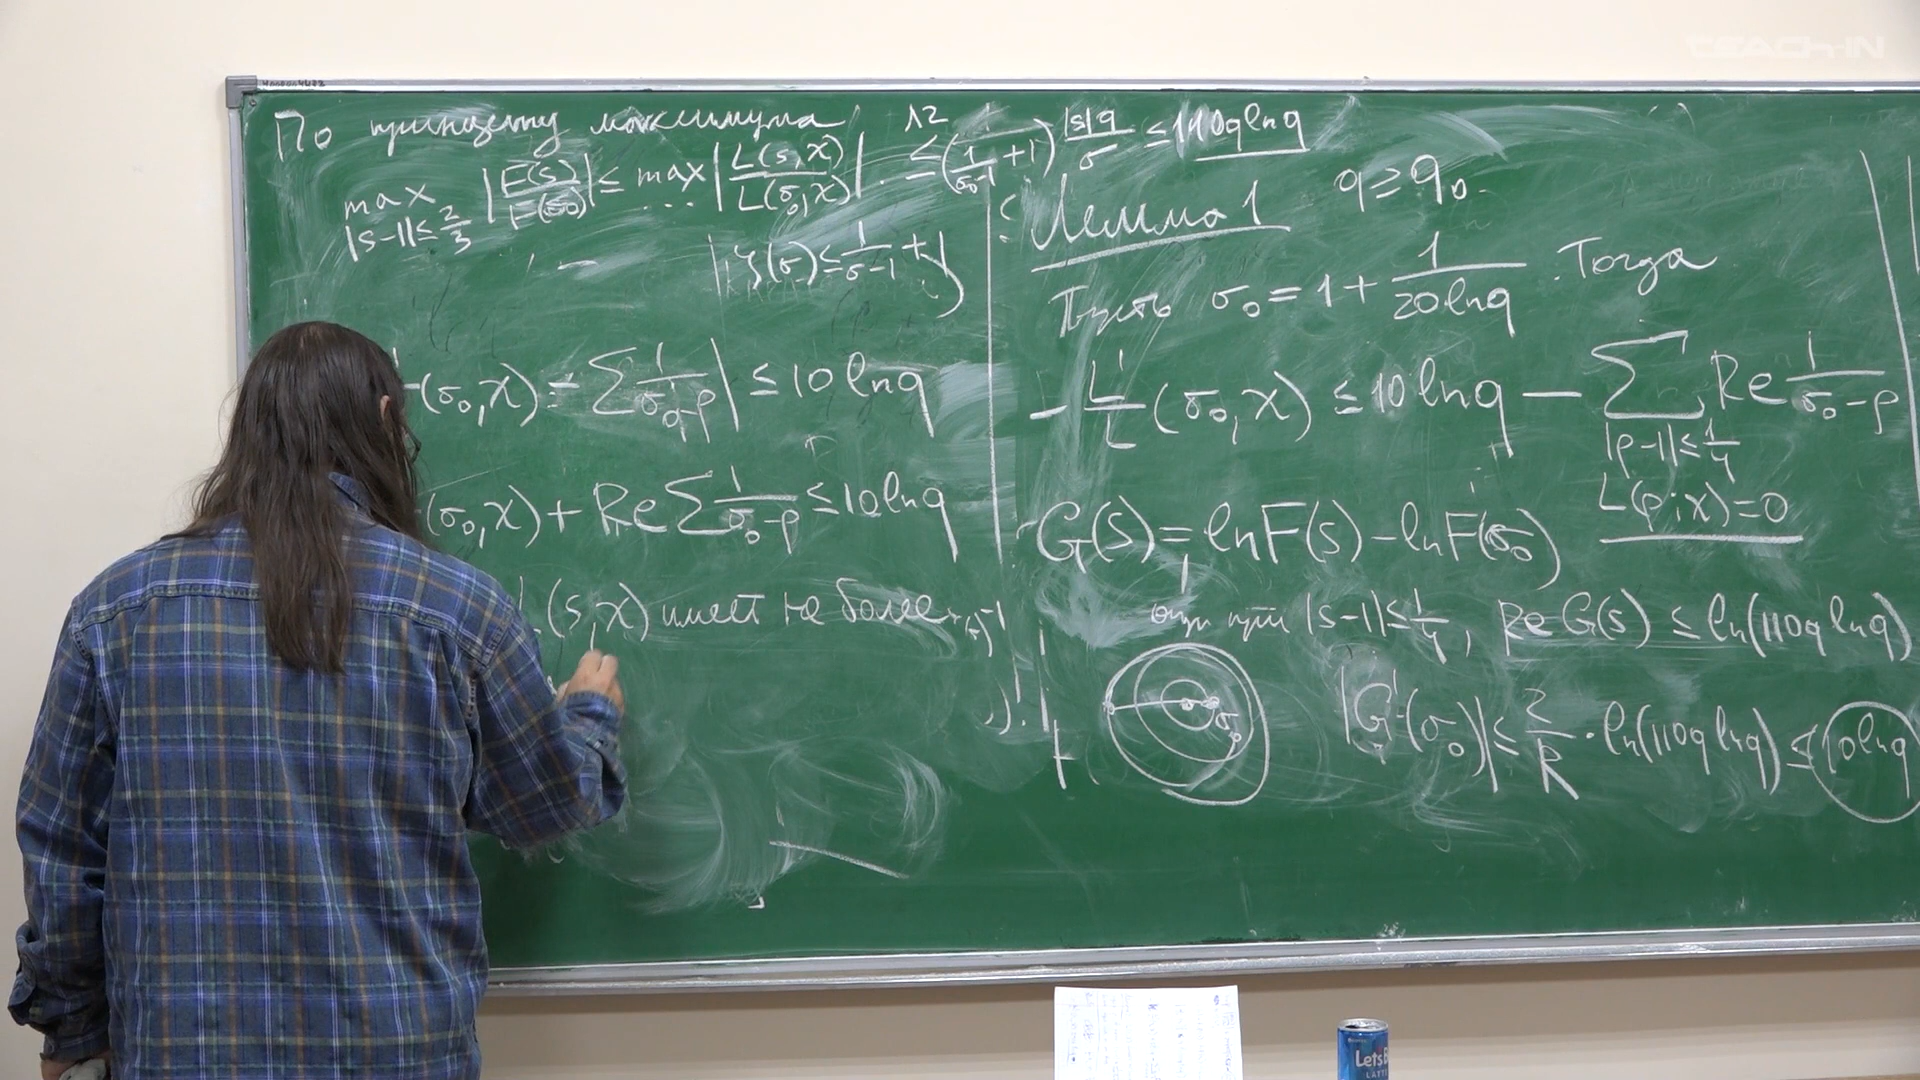 По принципу максимума
max |F(s)/F(σ₀)| ≤ max |L(s,χ)/L(σ₀,χ)| ≤ (1/(σ₀-1) + 1) |s|q/σ ≤ 110q ln q
|s-1| ≤ 2/3 ...
ζ(σ) ≤ 1/(σ-1) + 1)
(σ₀,χ) = Σ 1/(σ₀-ρ) | ≤ 10 ln q
(σ₀,χ) + Re Σ 1/(σ₀-ρ) ≤ 10 ln q
L(s,χ) имеет не более
q ≥ q₀
Лемма 1
Пусть σ₀ = 1 + 1/(20 ln q). Тогда
- L'/L (σ₀,χ) ≤ 10 ln q - Σ Re 1/(σ₀-ρ)
|ρ-1| ≤ 1/4
L(ρ;χ)=0
G(s) = ln F(s) - ln F(σ₀)
при |s-1| ≤ 1/4, Re G(s) ≤ ln(110q ln q)
σ₀
|G'(σ₀)| ≤ 2/R · ln(110q ln q) ≤ 10 ln q
TEACH-IN
Let's B
LATTE